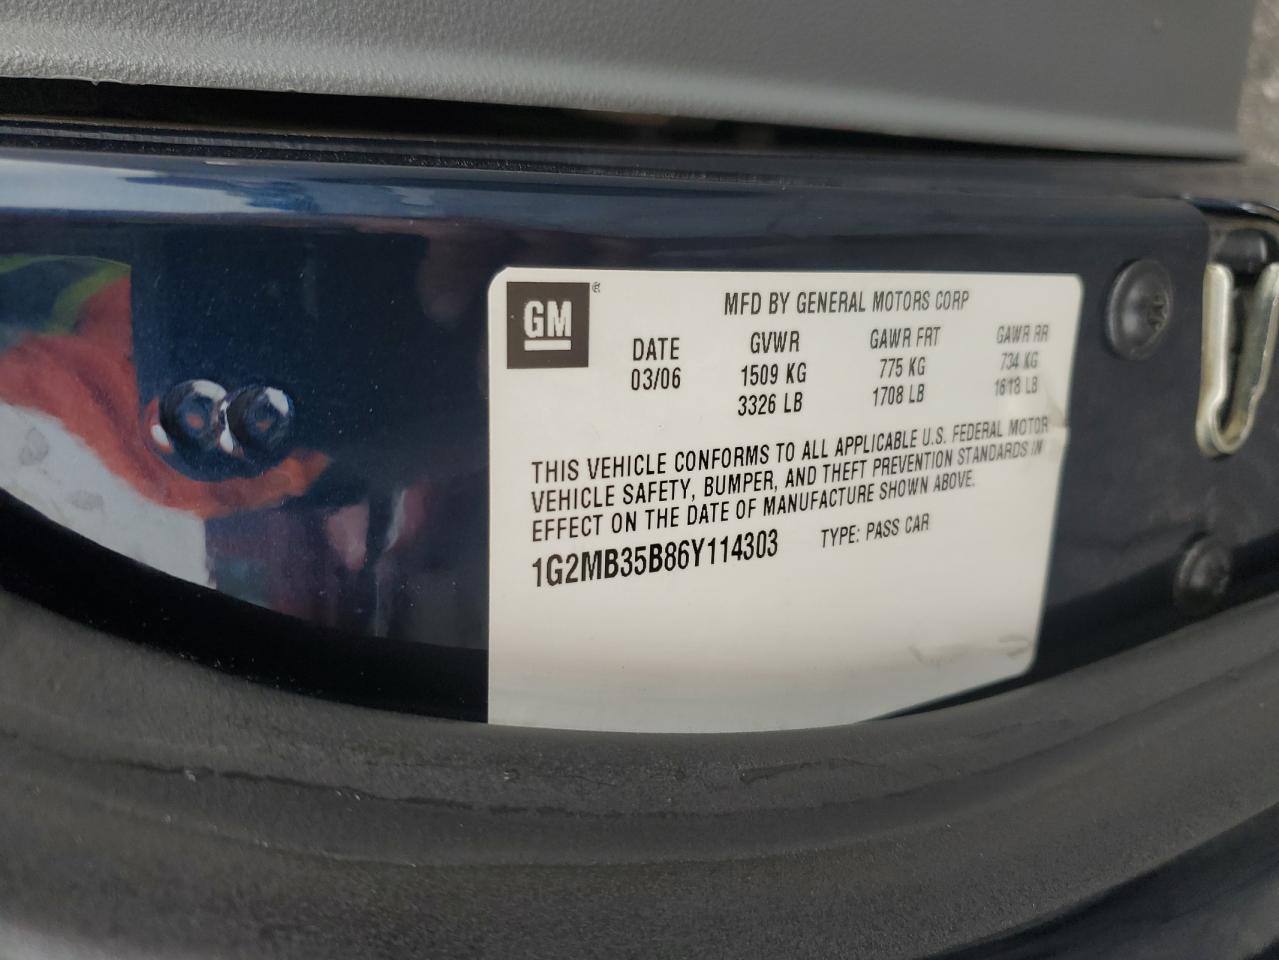 GM ®
MFD BY GENERAL MOTORS CORP
DATE GVWR GAWR FRT GAWR RR
03/06 1509 KG 775 KG 734 KG
3326 LB 1708 LB 1618 LB
THIS VEHICLE CONFORMS TO ALL APPLICABLE U.S. FEDERAL MOTOR
VEHICLE SAFETY, BUMPER, AND THEFT PREVENTION STANDARDS IN
EFFECT ON THE DATE OF MANUFACTURE SHOWN ABOVE.
1G2MB35B86Y114303 TYPE: PASS CAR